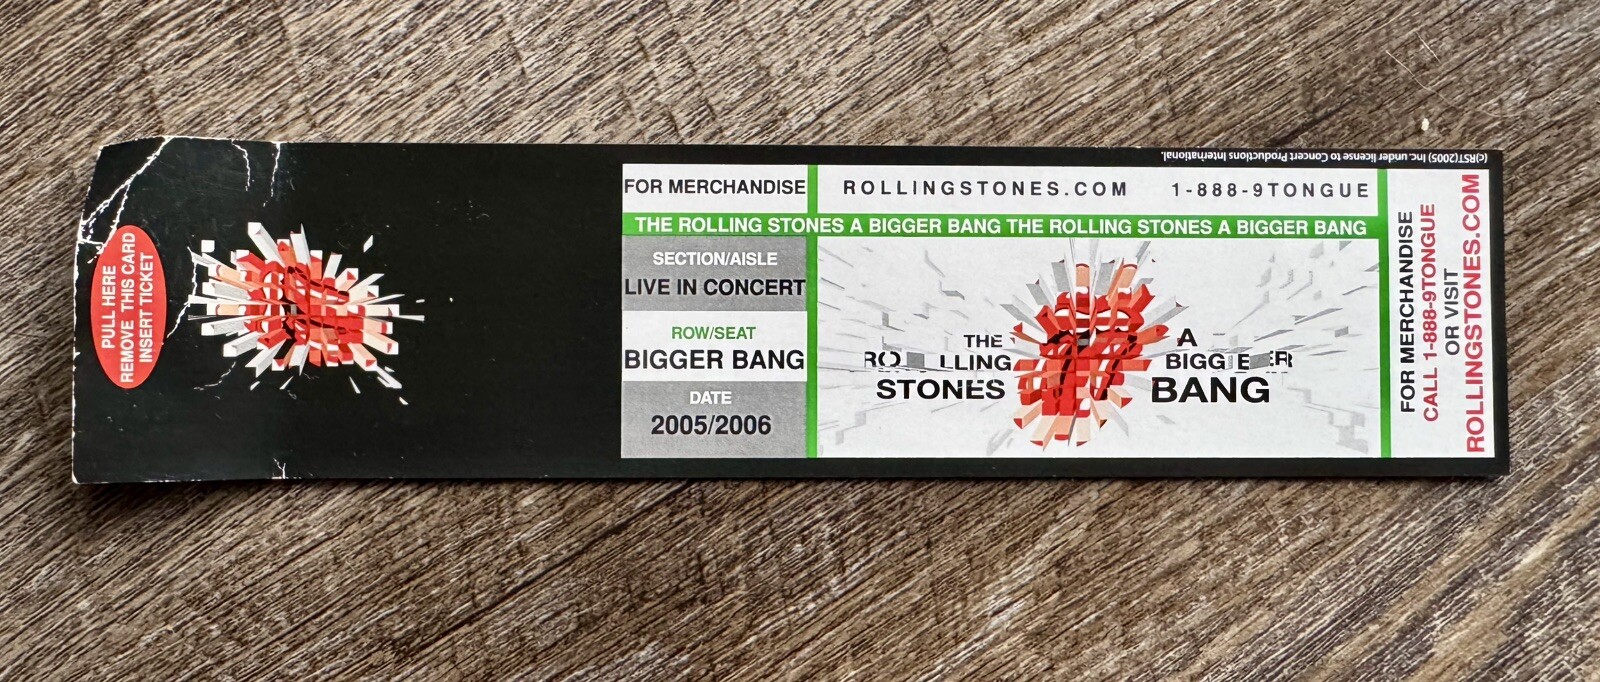 PULL HERE
REMOVE THIS CARD
INSERT TICKET
FOR MERCHANDISE
ROLLINGSTONES.COM 1-888-9TONGUE
THE ROLLING STONES A BIGGER BANG THE ROLLING STONES A BIGGER BANG
SECTION/AISLE
LIVE IN CONCERT
ROW/SEAT
BIGGER BANG
DATE
2005/2006
THE
ROLLING
STONES
A
BIGGER
BANG
FOR MERCHANDISE
CALL 1-888-9TONGUE
OR VISIT
ROLLINGSTONES.COM
(c)RST(2005) Inc. under license to Concert Productions International.